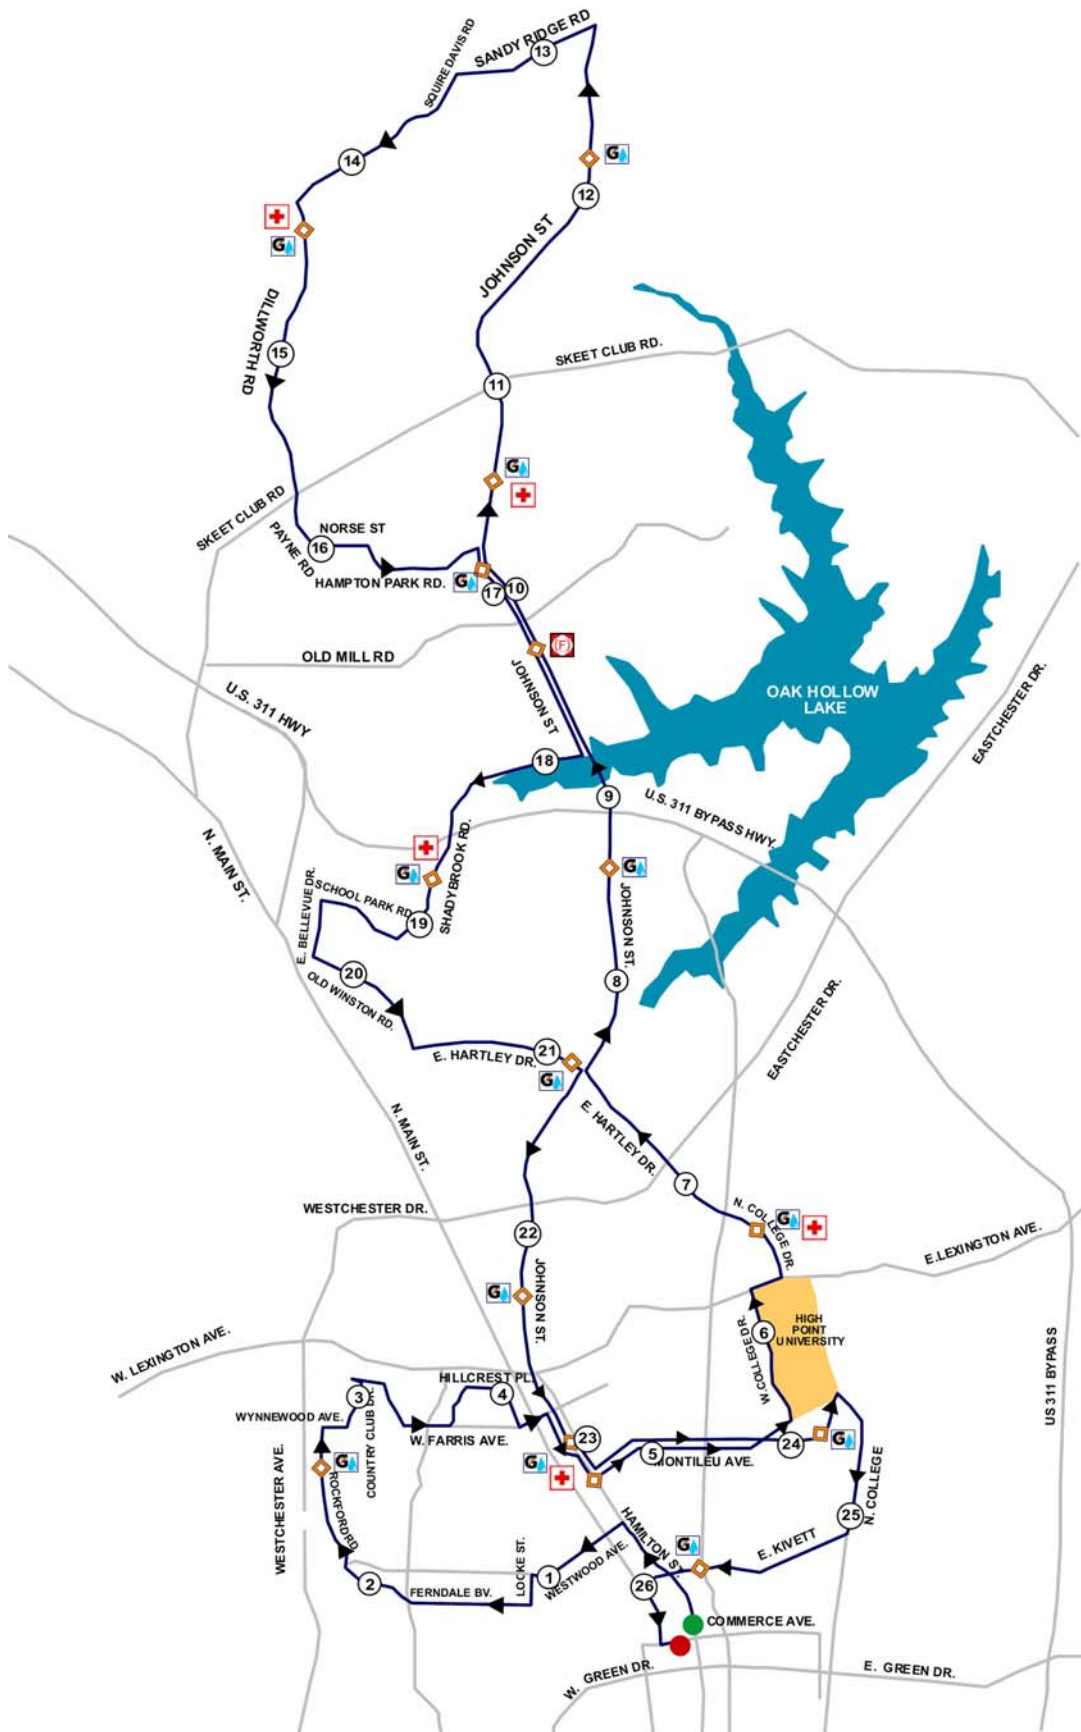 SANDY RIDGE RD
13
SQUIRE DAVIS RD
14
G
12
G
JOHNSON ST
DILLWORTH RD
15
SKEET CLUB RD.
11
G
SKEET CLUB RD
NORSE ST
16
PAYNE RD
HAMPTON PARK RD.
G
17
10
OLD MILL RD
(F)
JOHNSON ST
U.S. 311 HWY
OAK HOLLOW
LAKE
EASTCHESTER DR.
18
9
U.S. 311 BYPASS HWY.
N. MAIN ST.
SHADYBROOK RD.
G
G
SCHOOL PARK RD
E. BELLEVUE DR.
19
JOHNSON ST.
20
OLD WINSTON RD.
8
EASTCHESTER DR.
21
E. HARTLEY DR.
G
N. MAIN ST.
E. HARTLEY DR.
7
WESTCHESTER DR.
N. COLLEGE DR.
G
22
E.LEXINGTON AVE.
JOHNSON ST.
G
W. LEXINGTON AVE.
6
HIGH
POINT
UNIVERSITY
W.COLLEGE DR.
US 311 BYPASS
HILLCREST PL.
3
4
WYNNEWOOD AVE.
COUNTRY CLUB DR.
W. FARRIS AVE.
23
5
MONTILEU AVE.
24
G
WESTCHESTER AVE.
G
ROCKFORD RD
G
N. COLLEGE
25
HAMILTON ST.
E. KIVETT
G
LOCKE ST.
1
WESTWOOD AVE.
2
FERNDALE BV.
26
COMMERCE AVE.
W. GREEN DR.
E. GREEN DR.